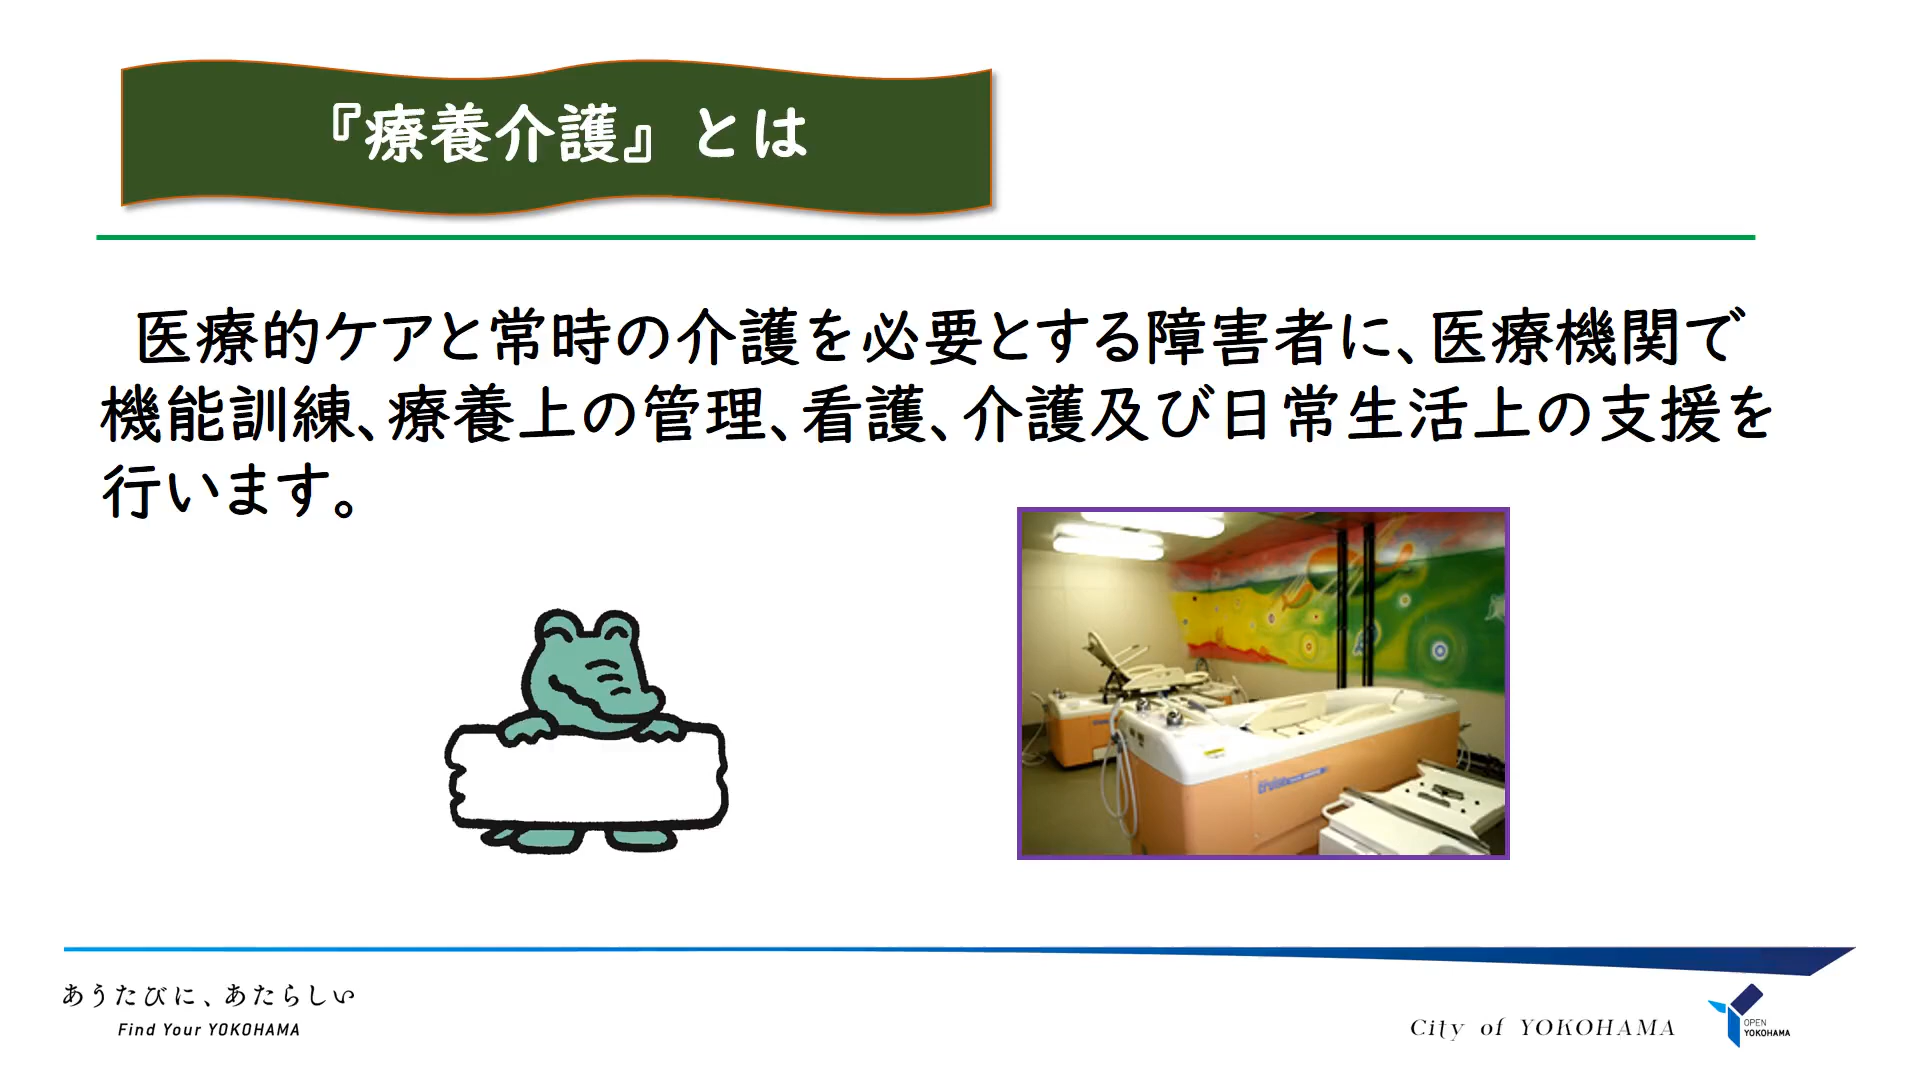 『療養介護』とは
医療的ケアと常時の介護を必要とする障害者に、医療機関で
機能訓練、療養上の管理、看護、介護及び日常生活上の支援を
行います。
あうたびに、あたらしい
Find Your YOKOHAMA
City of YOKOHAMA
OPEN
YOKOHAMA